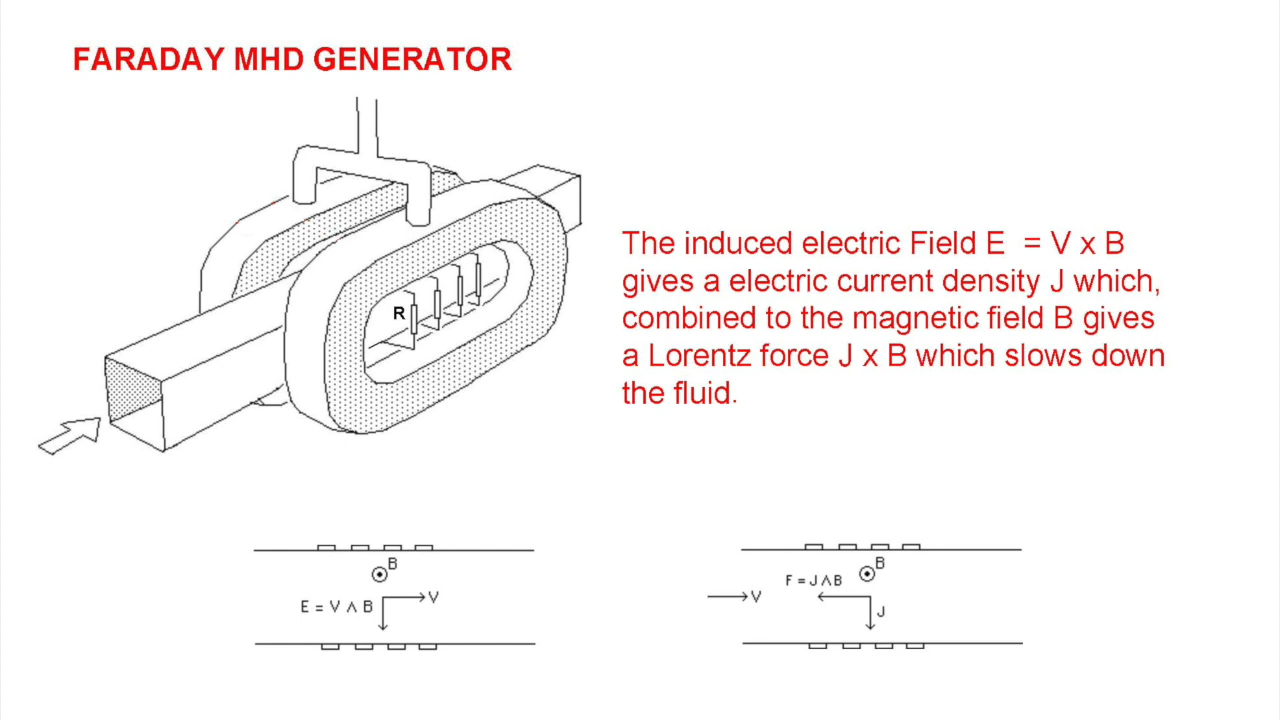 FARADAY MHD GENERATOR
The induced electric Field E = V x B
gives a electric current density J which,
combined to the magnetic field B gives
a Lorentz force J x B which slows down
the fluid.
R
B
E = V ∧ B
V
B
F = J ∧ B
V
J